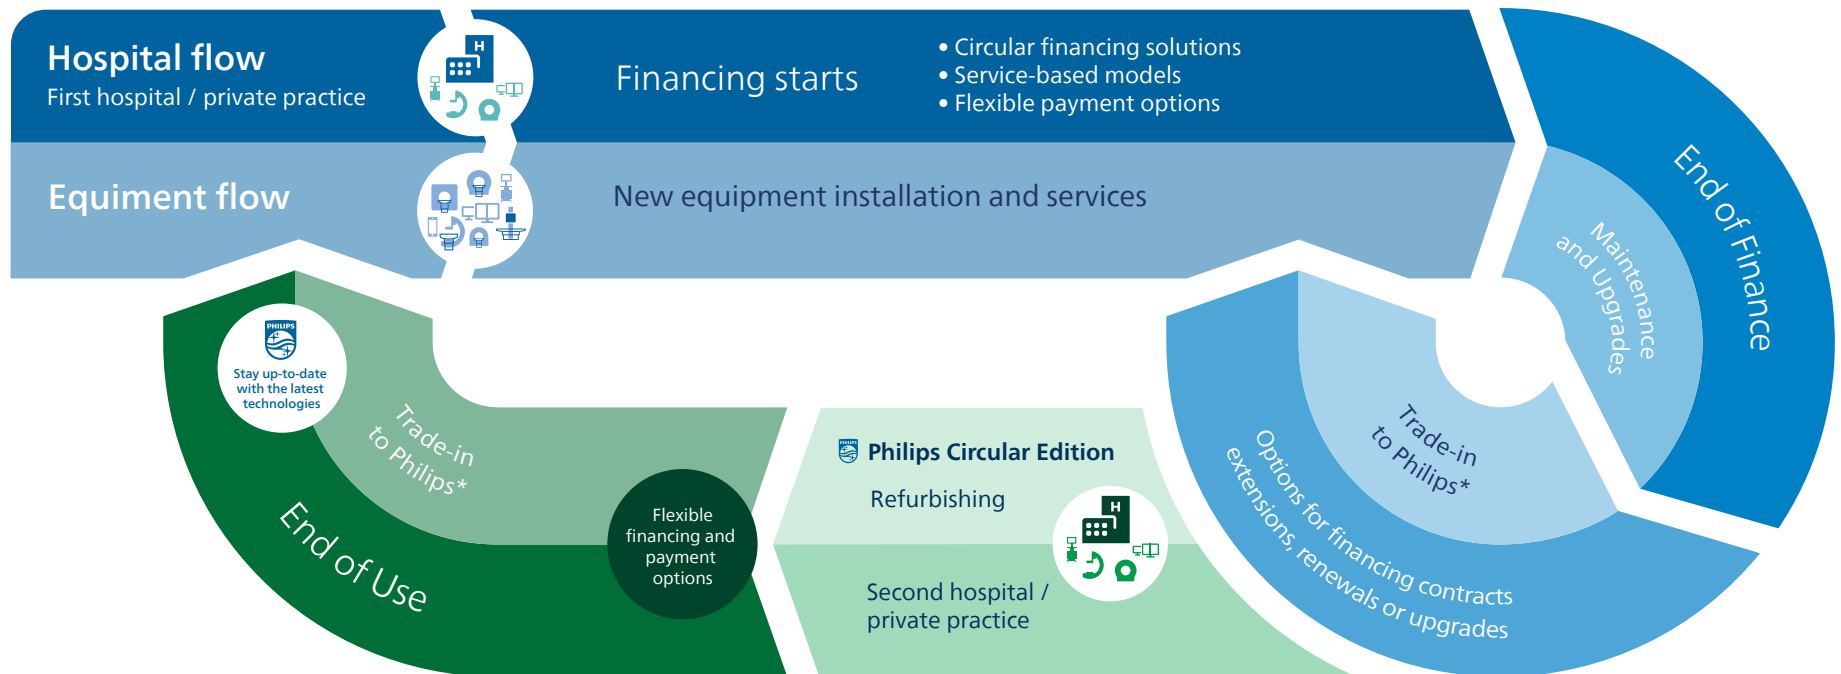 Hospital flow
First hospital / private practice
H
Financing starts
• Circular financing solutions
• Service-based models
• Flexible payment options
Equiment flow
New equipment installation and services
End of Finance
Maintenance
and Upgrades
Trade-in
to Philips*
Options for financing contracts
extensions, renewals or upgrades
PHILIPS
Philips Circular Edition
Refurbishing
H
Second hospital /
private practice
Flexible
financing and
payment
options
Trade-in
to Philips*
End of Use
PHILIPS
Stay up-to-date
with the latest
technologies